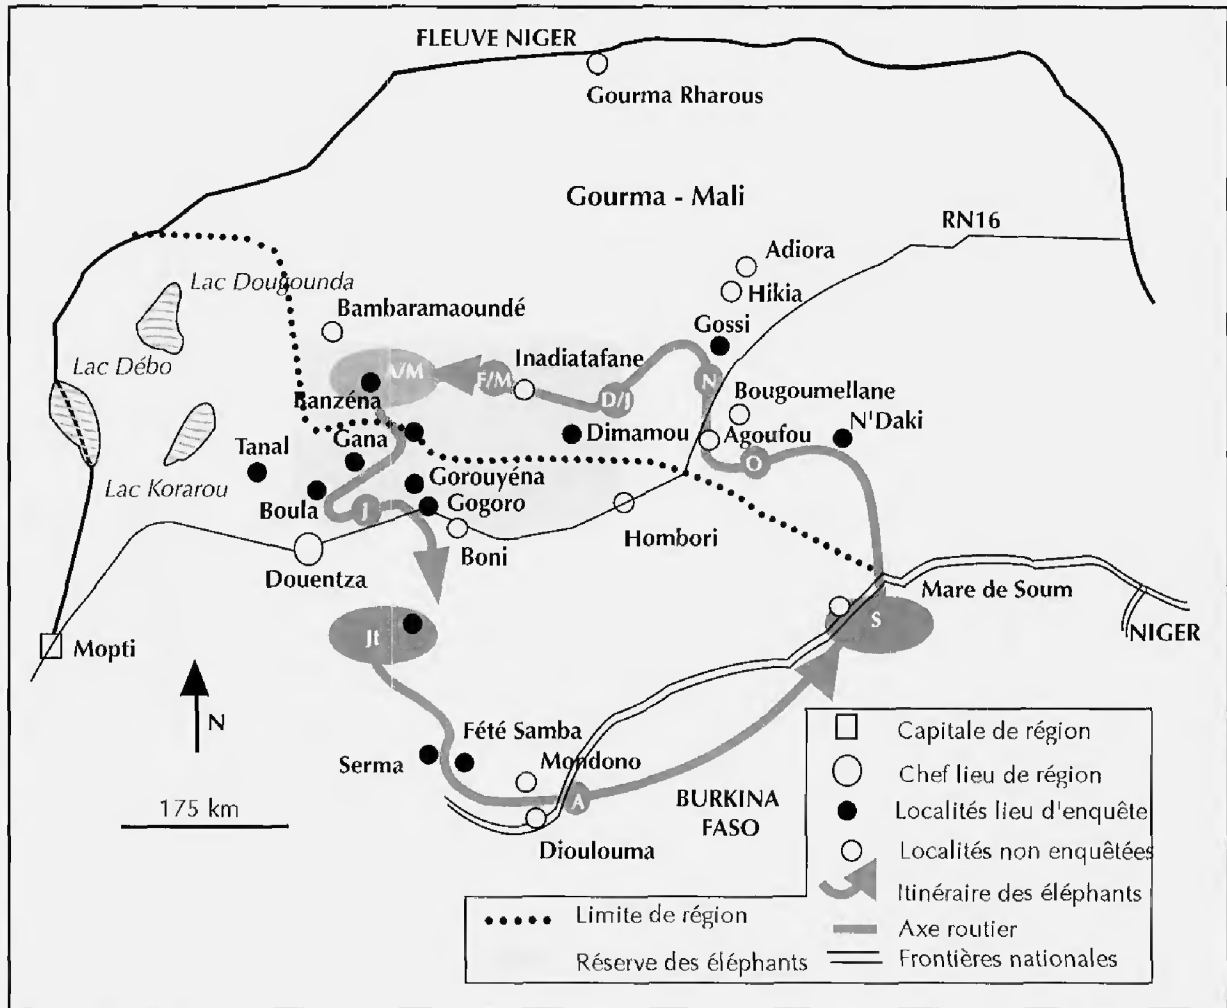 FLEUVE NIGER
Gourma Rharous
Gourma - Mali
RN16
Adiora
Lac Dougounda
Hikia
Bambaramaoundé
Gossi
Lac Débo
Inadiatafane
A/M
F/M
N
Banzéna
D/J
Bougoumellane
N'Daki
Tanal
Gana
Dimamou
Agoufou
O
Lac Korarou
Gorouyéna
Boula
J
Gogoro
Hombori
Boni
Douentza
Mare de Soum
S
Jt
NIGER
Mopti
N
Fété Samba
Serma
Mondono
175 km
A
BURKINA
FASO
Dioulouma
Capitale de région
Chef lieu de région
Localités lieu d'enquête
Localités non enquêtées
Itinéraire des éléphants
Limite de région
Axe routier
Réserve des éléphants
Frontières nationales